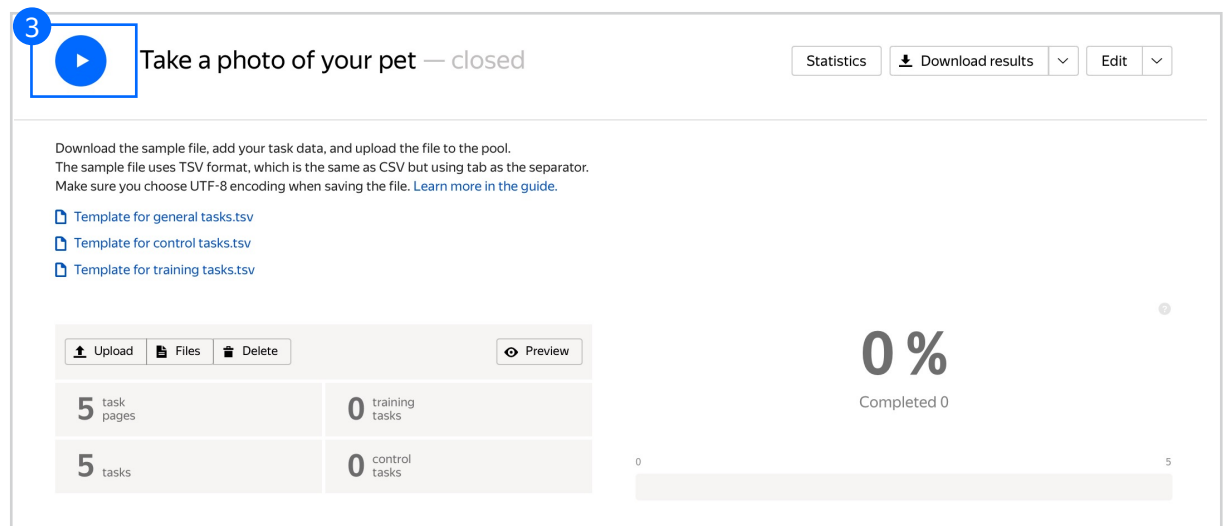 3
Take a photo of your pet — closed
Statistics
Download results
Edit
Download the sample file, add your task data, and upload the file to the pool.
The sample file uses TSV format, which is the same as CSV but using tab as the separator.
Make sure you choose UTF-8 encoding when saving the file. Learn more in the guide.
Template for general tasks.tsv
Template for control tasks.tsv
Template for training tasks.tsv
?
Upload
Files
Delete
Preview
0 %
Completed 0
5 task
pages
0 training
tasks
5 tasks
0 control
tasks
0
5